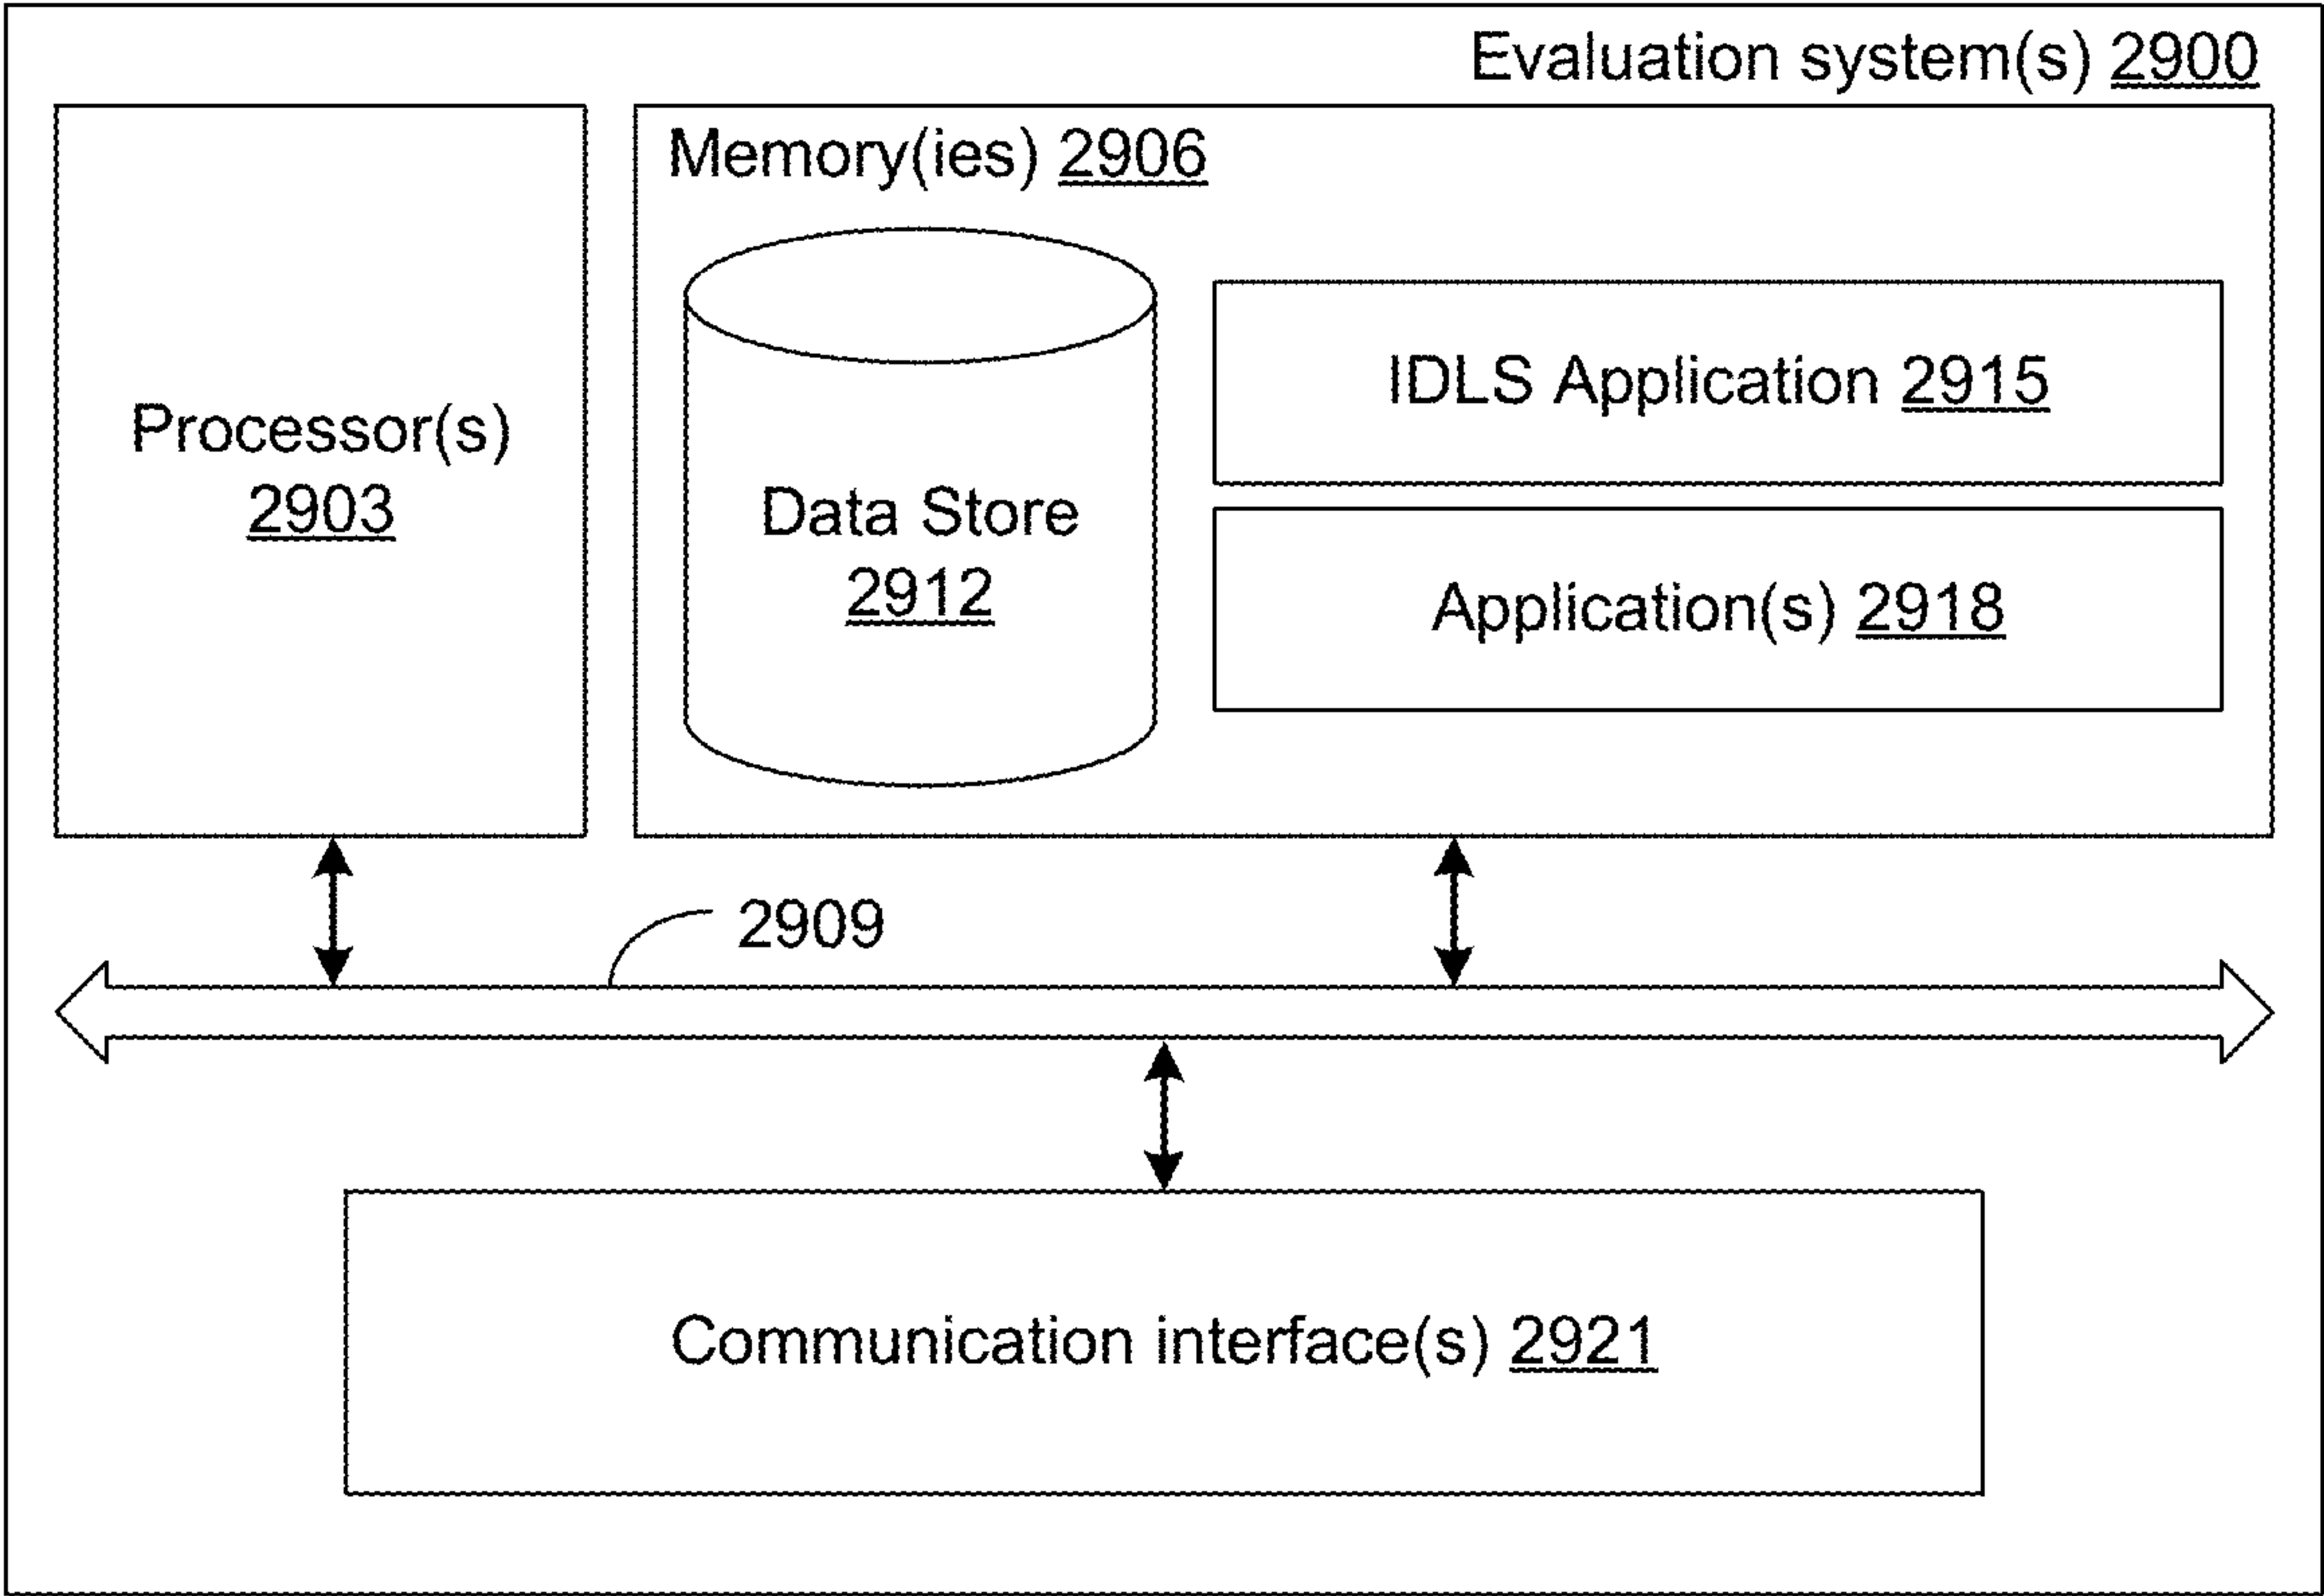 Evaluation system(s) 2900
Memory(ies) 2906
Processor(s)
2903
Data Store
2912
IDLS Application 2915
Application(s) 2918
2909
Communication interface(s) 2921